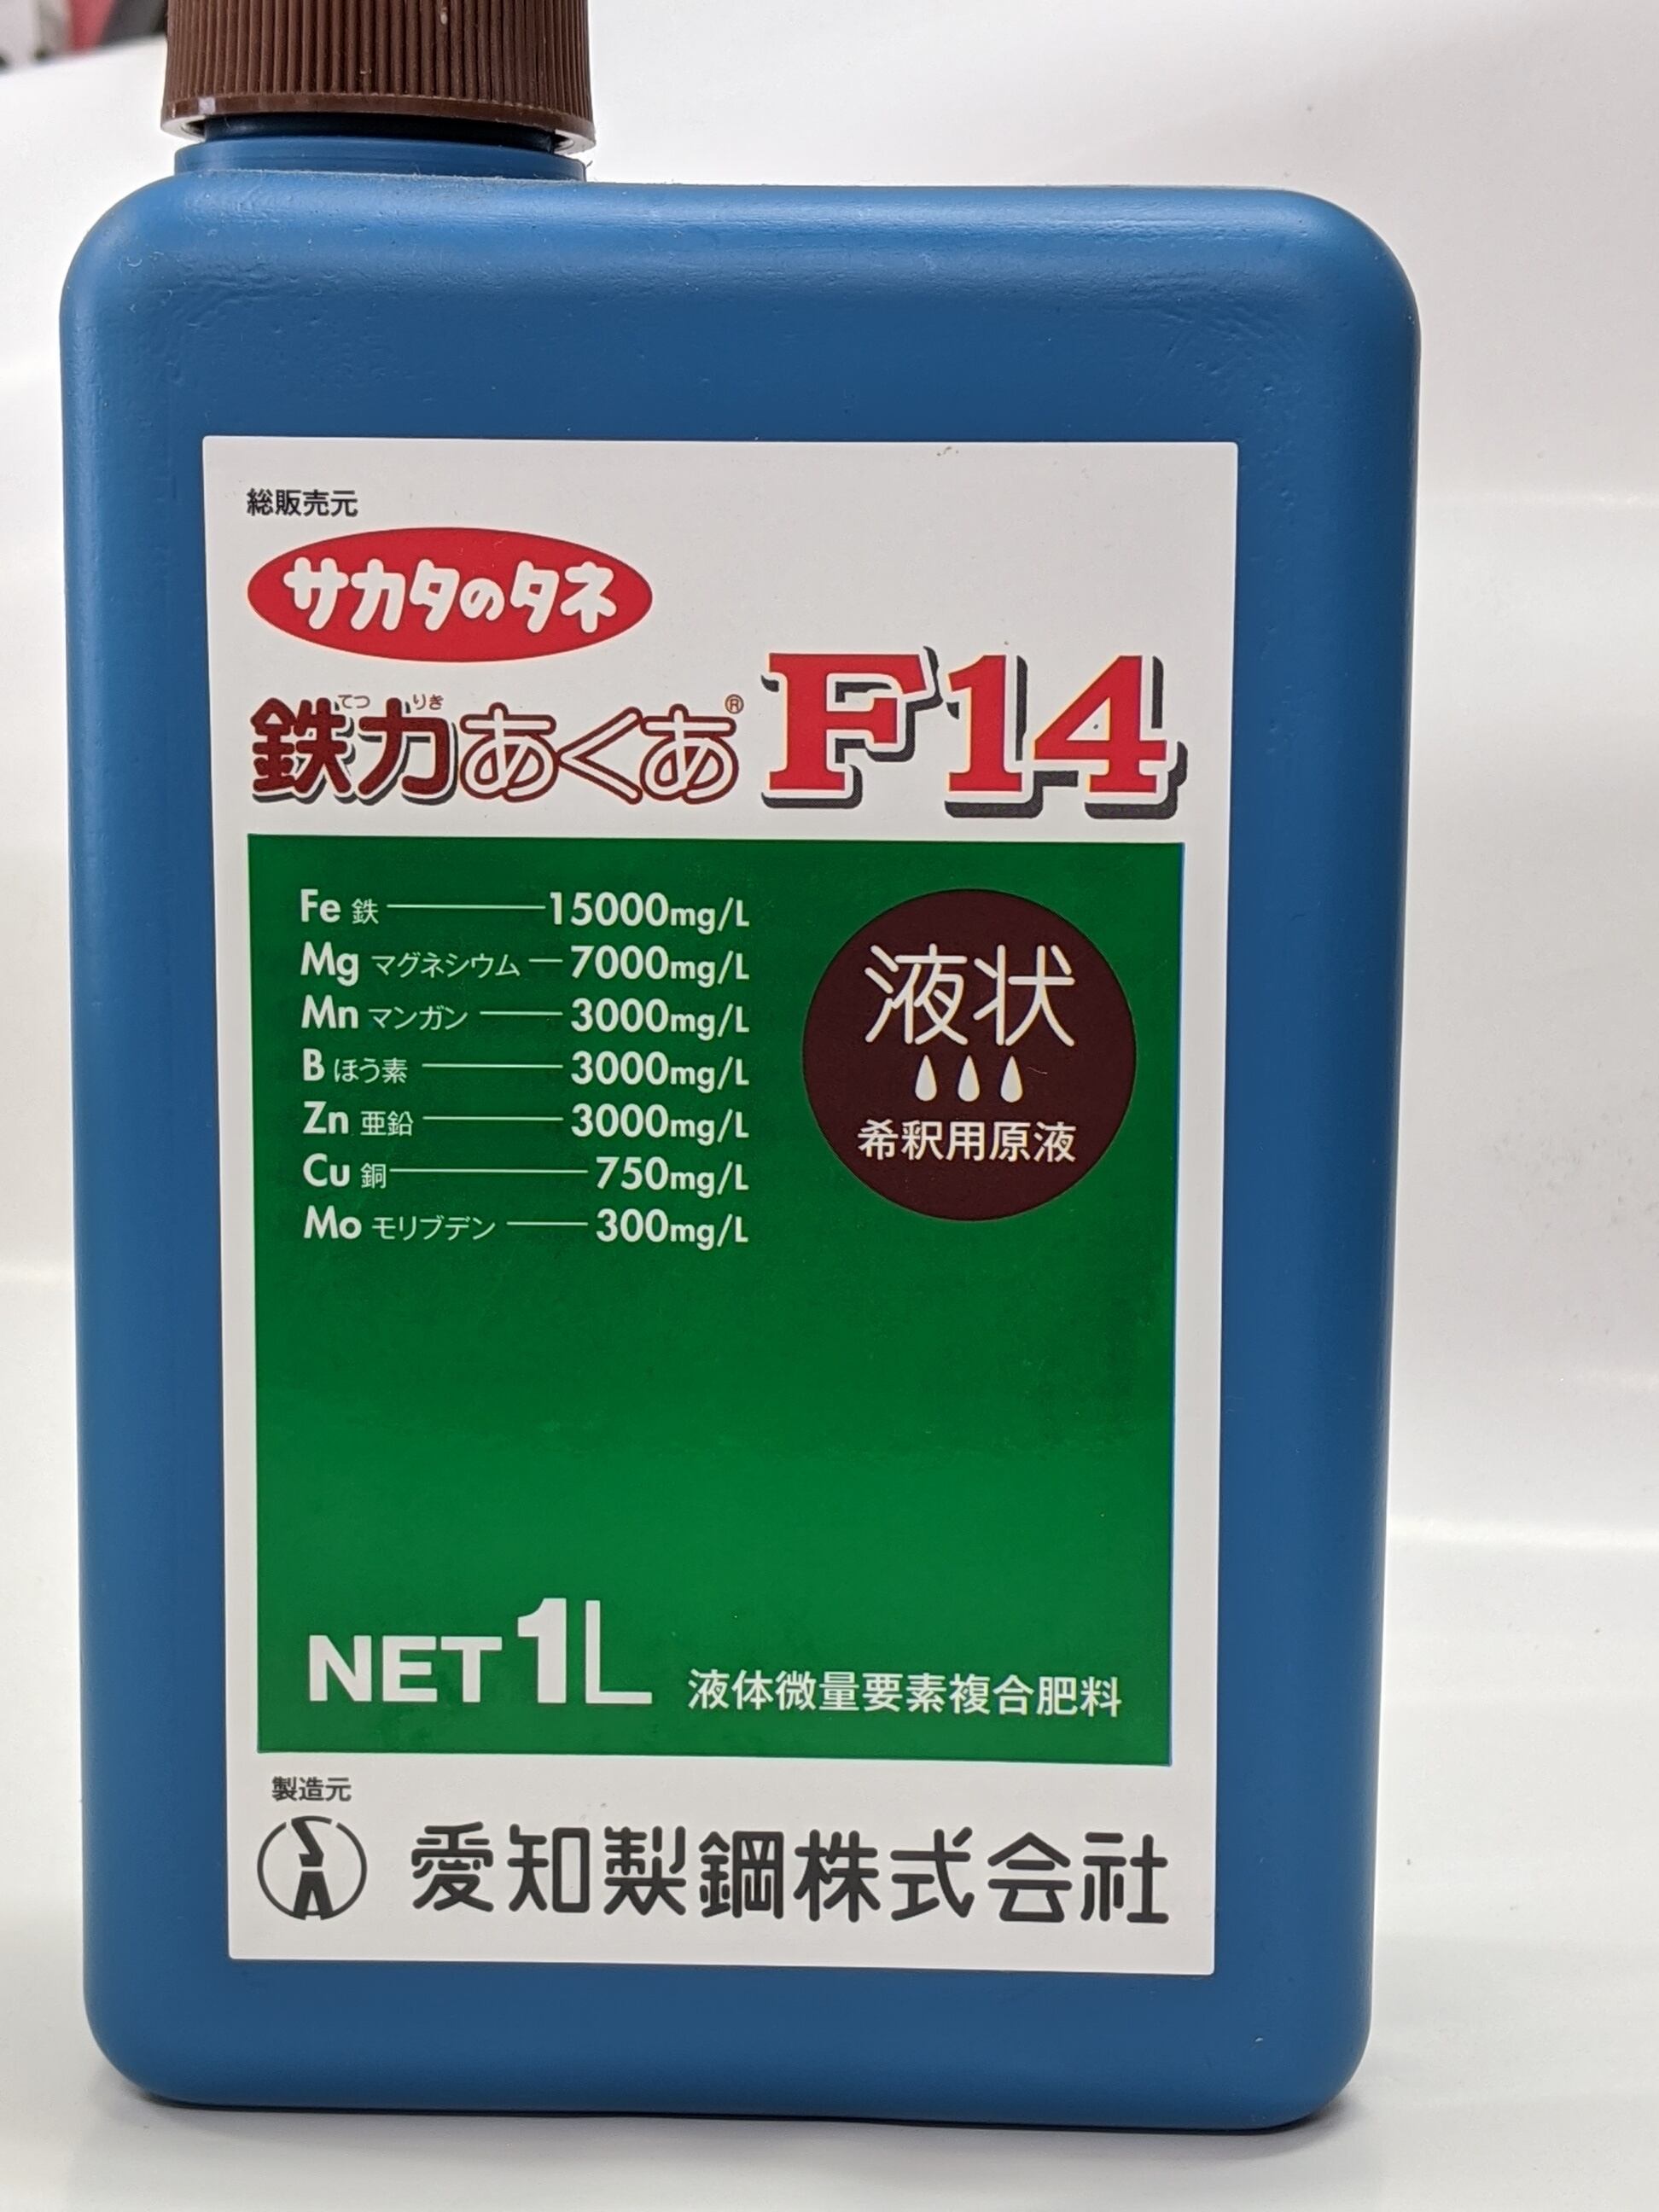 総販売元
サカタのタネ
てつ りき
鉄力あくあ® F14
Fe 鉄 15000mg/L
Mg マグネシウム 7000mg/L
Mn マンガン 3000mg/L
B ほう素 3000mg/L
Zn 亜鉛 3000mg/L
Cu 銅 750mg/L
Mo モリブデン 300mg/L
液状
希釈用原液
NET 1L 液体微量要素複合肥料
製造元
愛知製鋼株式会社